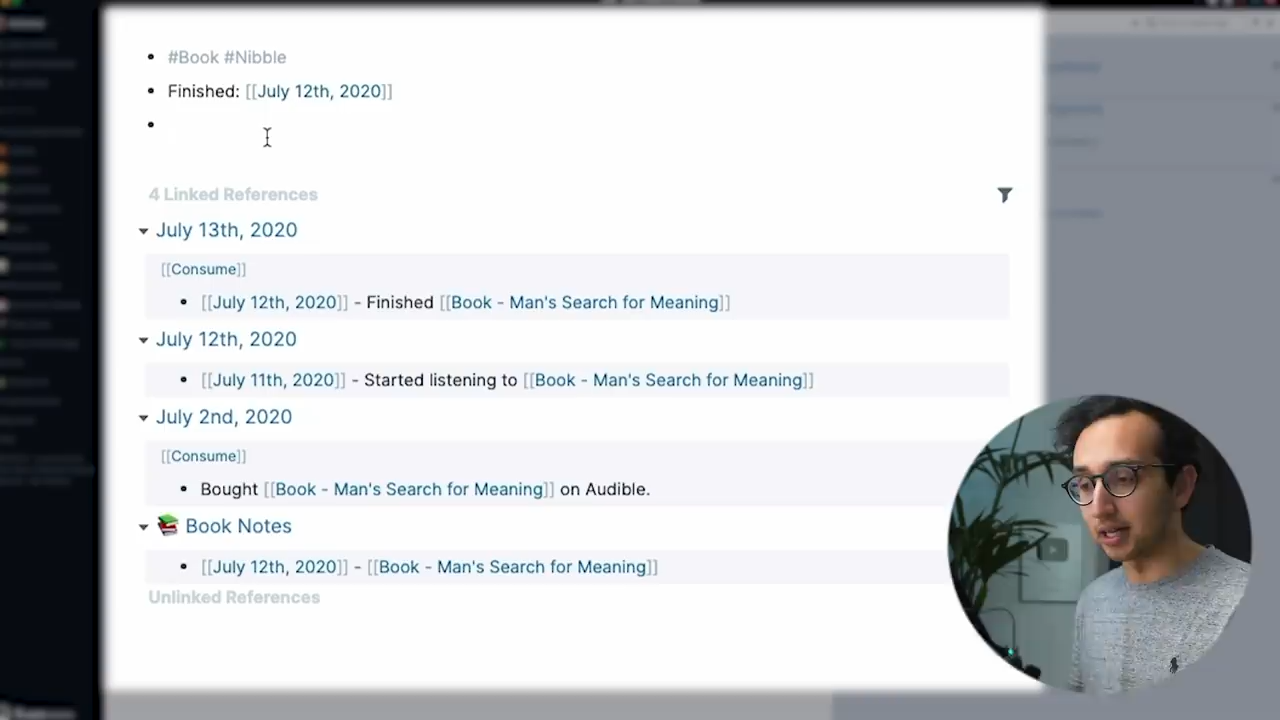 #Book #Nibble
Finished: [[July 12th, 2020]]
4 Linked References
July 13th, 2020
[[Consume]]
[[July 12th, 2020]] - Finished [[Book - Man's Search for Meaning]]
July 12th, 2020
[[July 11th, 2020]] - Started listening to [[Book - Man's Search for Meaning]]
July 2nd, 2020
[[Consume]]
Bought [[Book - Man's Search for Meaning]] on Audible.
📚 Book Notes
[[July 12th, 2020]] - [[Book - Man's Search for Meaning]]
Unlinked References